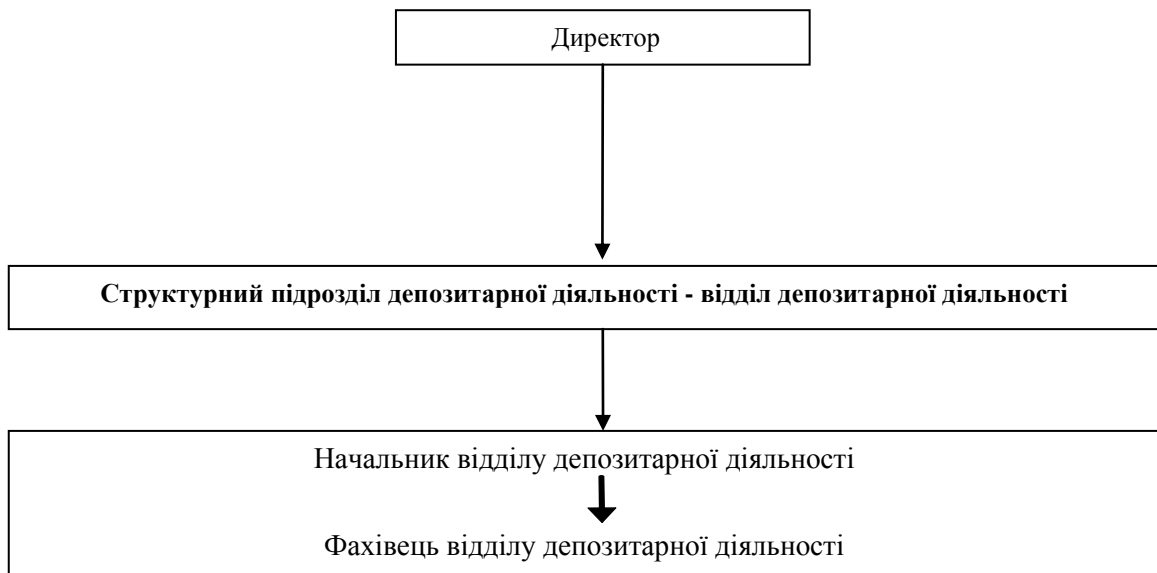 Директор
Структурний підрозділ депозитарної діяльності - відділ депозитарної діяльності
Начальник відділу депозитарної діяльності
Фахівець відділу депозитарної діяльності